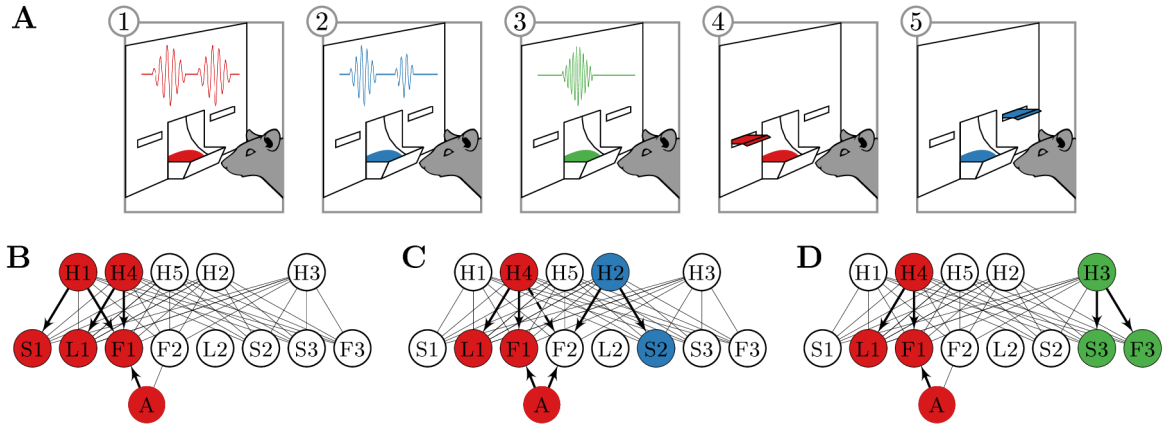 A
1 2 3 4 5
B C D
H1 H4 H5 H2 H3 H1 H4 H5 H2 H3 H1 H4 H5 H2 H3
S1 L1 F1 F2 L2 S2 S3 F3 S1 L1 F1 F2 L2 S2 S3 F3 S1 L1 F1 F2 L2 S2 S3 F3
A A A